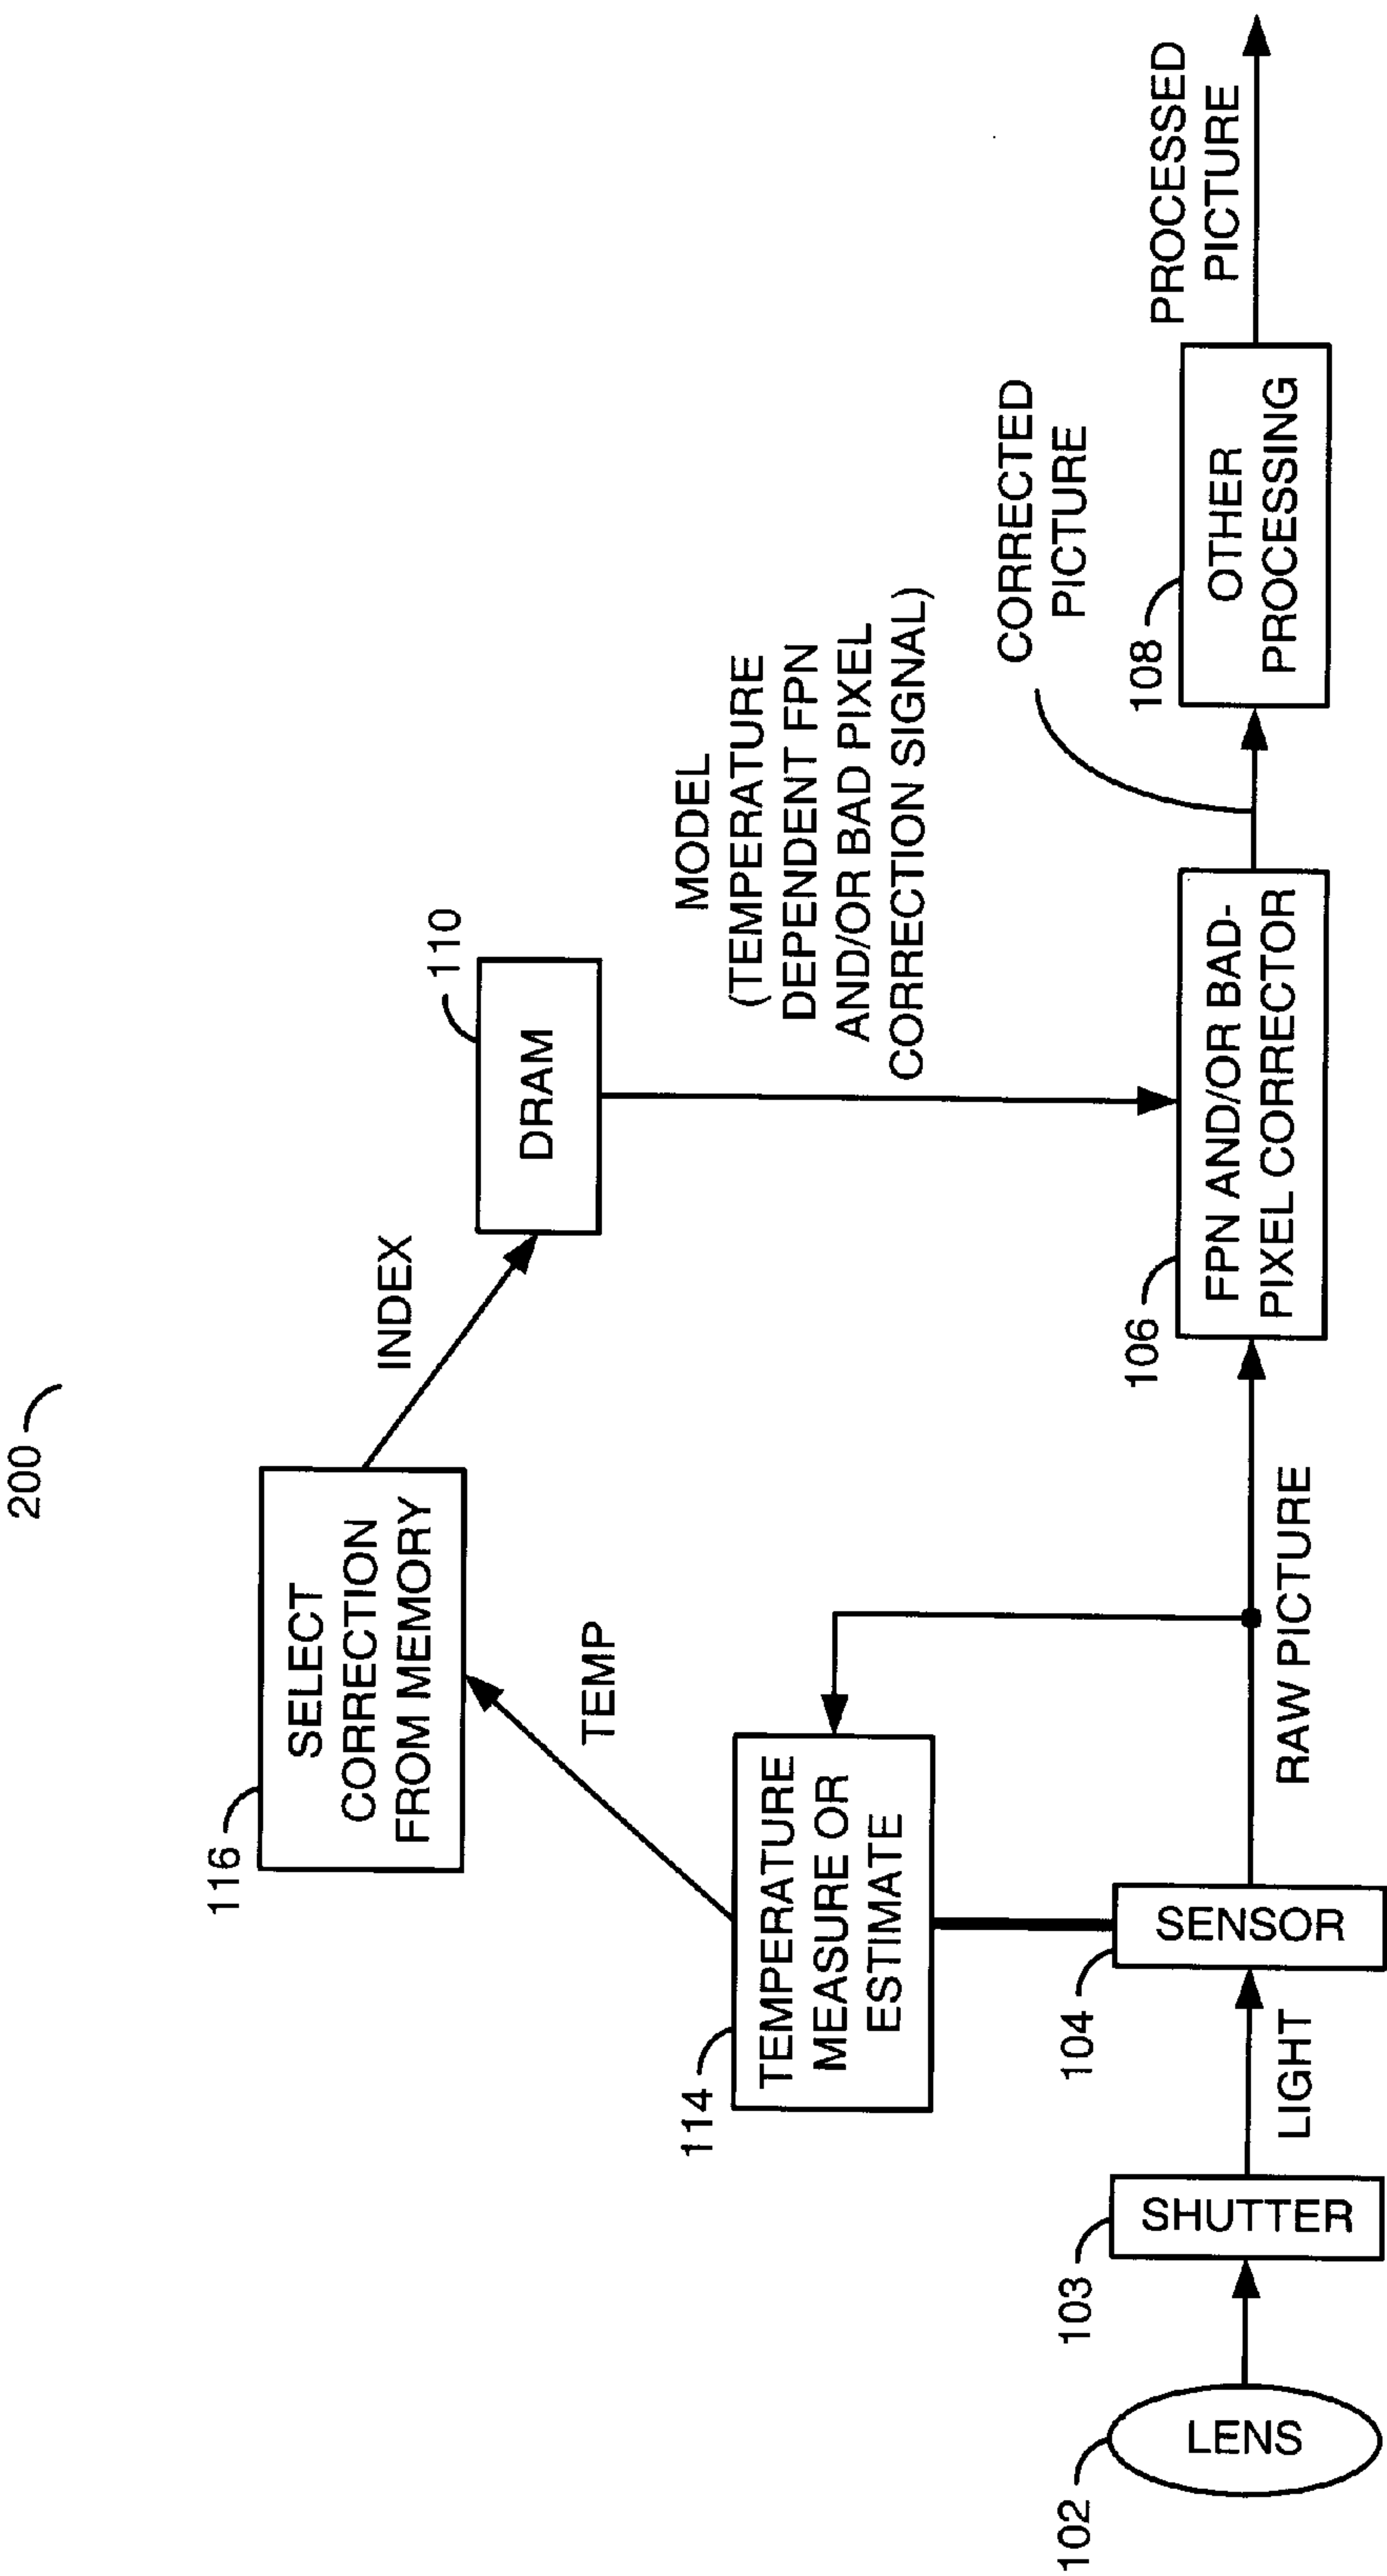 200
116
SELECT
CORRECTION
FROM MEMORY
INDEX
110
DRAM
TEMP
MODEL
(TEMPERATURE
DEPENDENT FPN
AND/OR BAD PIXEL
CORRECTION SIGNAL)
114
TEMPERATURE
MEASURE OR
ESTIMATE
CORRECTED
PICTURE
PROCESSED
PICTURE
102
LENS
103
SHUTTER
LIGHT
104
SENSOR
RAW PICTURE
106
FPN AND/OR BAD-
PIXEL CORRECTOR
108
OTHER
PROCESSING